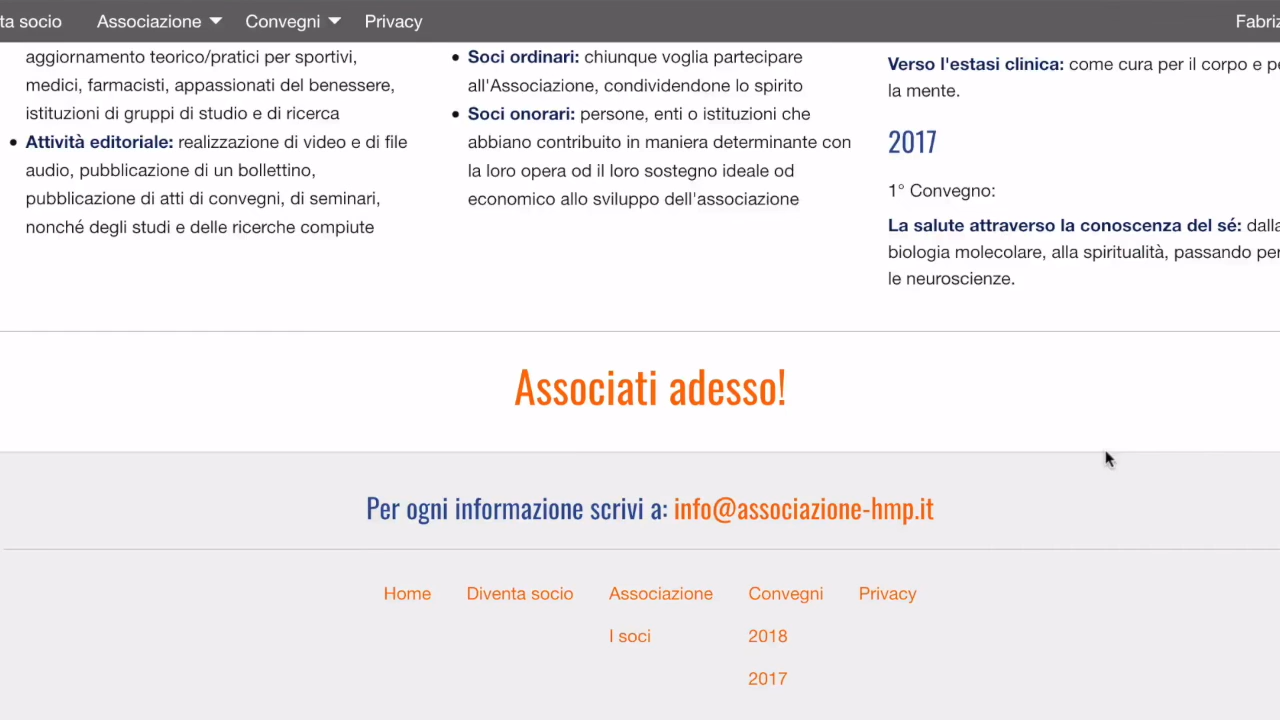 ta socio Associazione Convegni Privacy
aggiornamento teorico/pratici per sportivi,
medici, farmacisti, appassionati del benessere,
istituzioni di gruppi di studio e di ricerca
Attività editoriale: realizzazione di video e di file
audio, pubblicazione di un bollettino,
pubblicazione di atti di convegni, di seminari,
nonché degli studi e delle ricerche compiute
Soci ordinari: chiunque voglia partecipare
all'Associazione, condividendone lo spirito
Soci onorari: persone, enti o istituzioni che
abbiano contribuito in maniera determinante con
la loro opera od il loro sostegno ideale od
economico allo sviluppo dell'associazione
Verso l'estasi clinica: come cura per il corpo e
la mente.
2017
1° Convegno:
La salute attraverso la conoscenza del sé:
biologia molecolare, alla spiritualità, passando
le neuroscienze.
Associati adesso!
Per ogni informazione scrivi a: info@associazione-hmp.it
Home Diventa socio Associazione Convegni Privacy
I soci 2018
2017